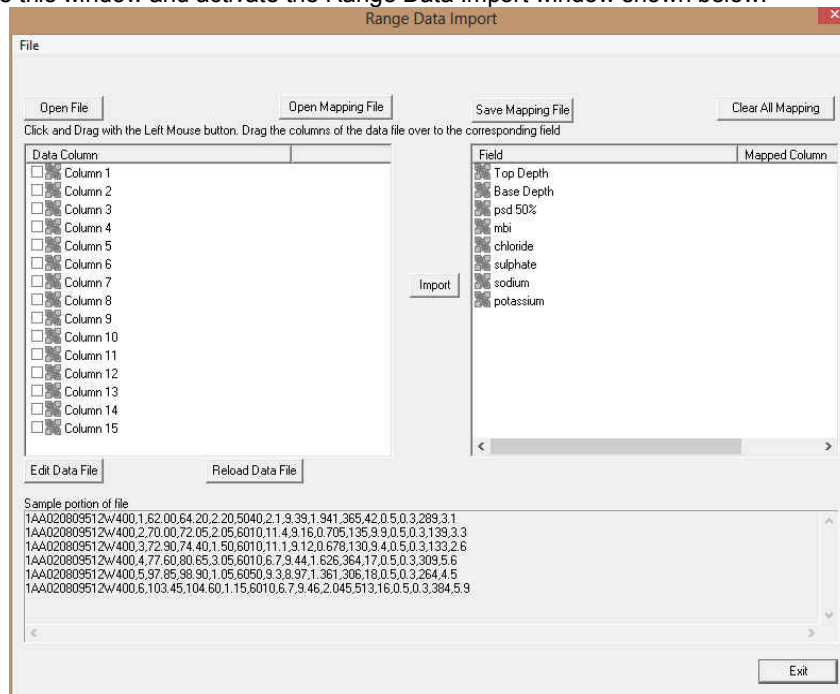 s this window and activate the Range Data Import window shown below.
Range Data Import
File
Open File Open Mapping File Save Mapping File Clear All Mapping
Click and Drag with the Left Mouse button. Drag the columns of the data file over to the corresponding field
Data Column
Column 1
Column 2
Column 3
Column 4
Column 5
Column 6
Column 7
Column 8
Column 9
Column 10
Column 11
Column 12
Column 13
Column 14
Column 15
Import
Field Mapped Column
Top Depth
Base Depth
psd 50%
mbi
chloride
sulphate
sodium
potassium
Edit Data File Reload Data File
Sample portion of file
1AA020809512W400,1,62.00,64.20,2.20,5040,2.1,9.39,1.941,365,42,0.5,0.3,289,3.1
1AA020809512W400,2,70.00,72.05,2.05,6010,11.4,9.16,0.705,135,9.9,0.5,0.3,139,3.3
1AA020809512W400,3,72.90,74.40,1.50,6010,11.1,9.12,0.678,130,9.4,0.5,0.3,133,2.6
1AA020809512W400,4,77.60,80.65,3.05,6010,6.7,9.44,1.626,364,17,0.5,0.3,309,5.6
1AA020809512W400,5,97.85,98.90,1.05,6050,9.3,8.97,1.361,306,18,0.5,0.3,264,4.5
1AA020809512W400,6,103.45,104.60,1.15,6010,6.7,9.46,2.045,513,16,0.5,0.3,384,5.9
Exit